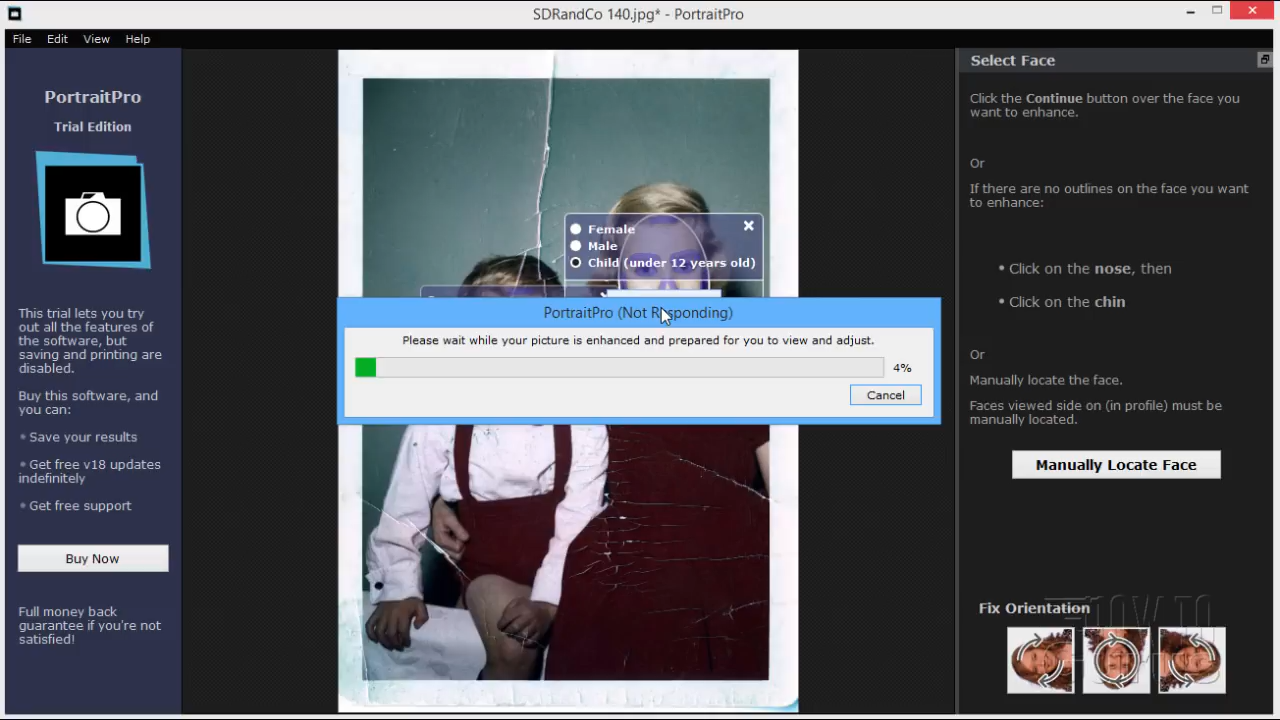 SDRandCo 140.jpg* - PortraitPro
File Edit View Help
PortraitPro
Trial Edition
This trial lets you try
out all the features of
the software, but
saving and printing are
disabled.
Buy this software, and
you can:
• Save your results
• Get free v18 updates
indefinitely
• Get free support
Buy Now
Full money back
guarantee if you're not
satisfied!
Female
Male
Child (under 12 years old)
PortraitPro (Not Responding)
Please wait while your picture is enhanced and prepared for you to view and adjust.
4%
Cancel
Select Face
Click the Continue button over the face you
want to enhance.
Or
If there are no outlines on the face you want
to enhance:
• Click on the nose, then
• Click on the chin
Or
Manually locate the face.
Faces viewed side on (in profile) must be
manually located.
Manually Locate Face
Fix Orientation
HOW TO